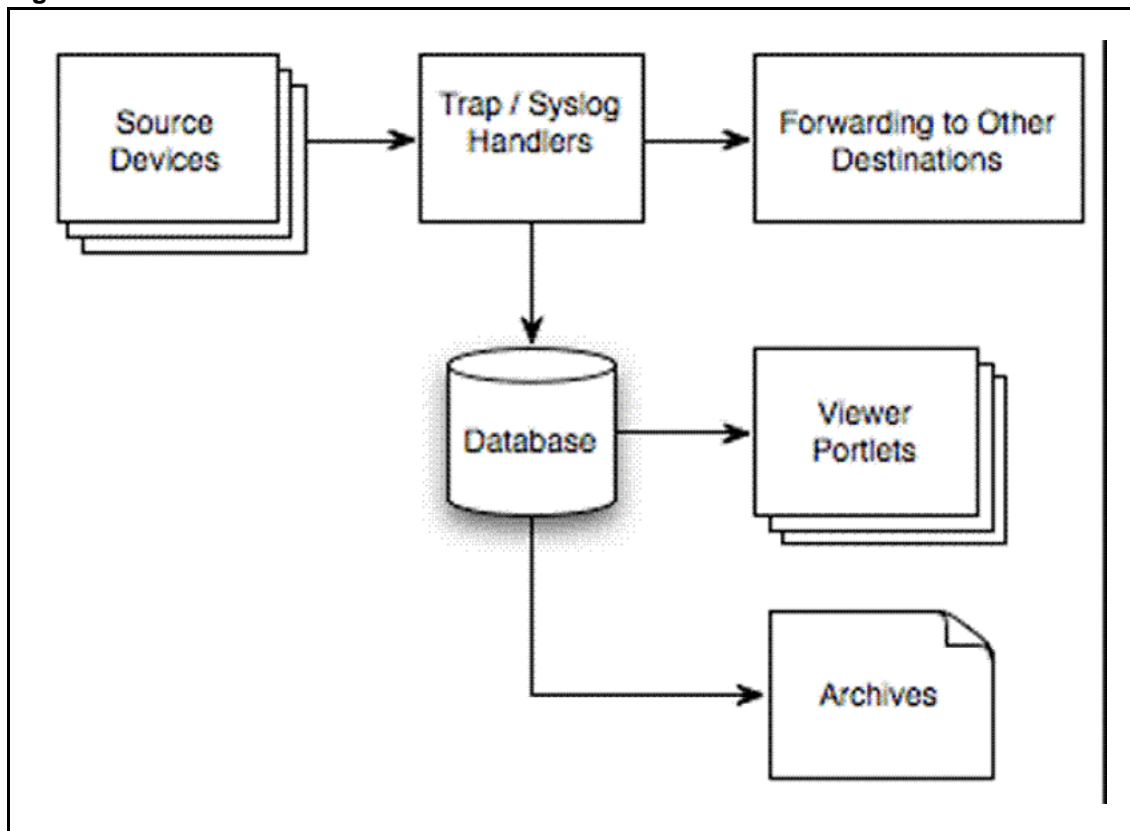 Source
Devices
Trap / Syslog
Handlers
Forwarding to Other
Destinations
Database
Viewer
Portlets
Archives